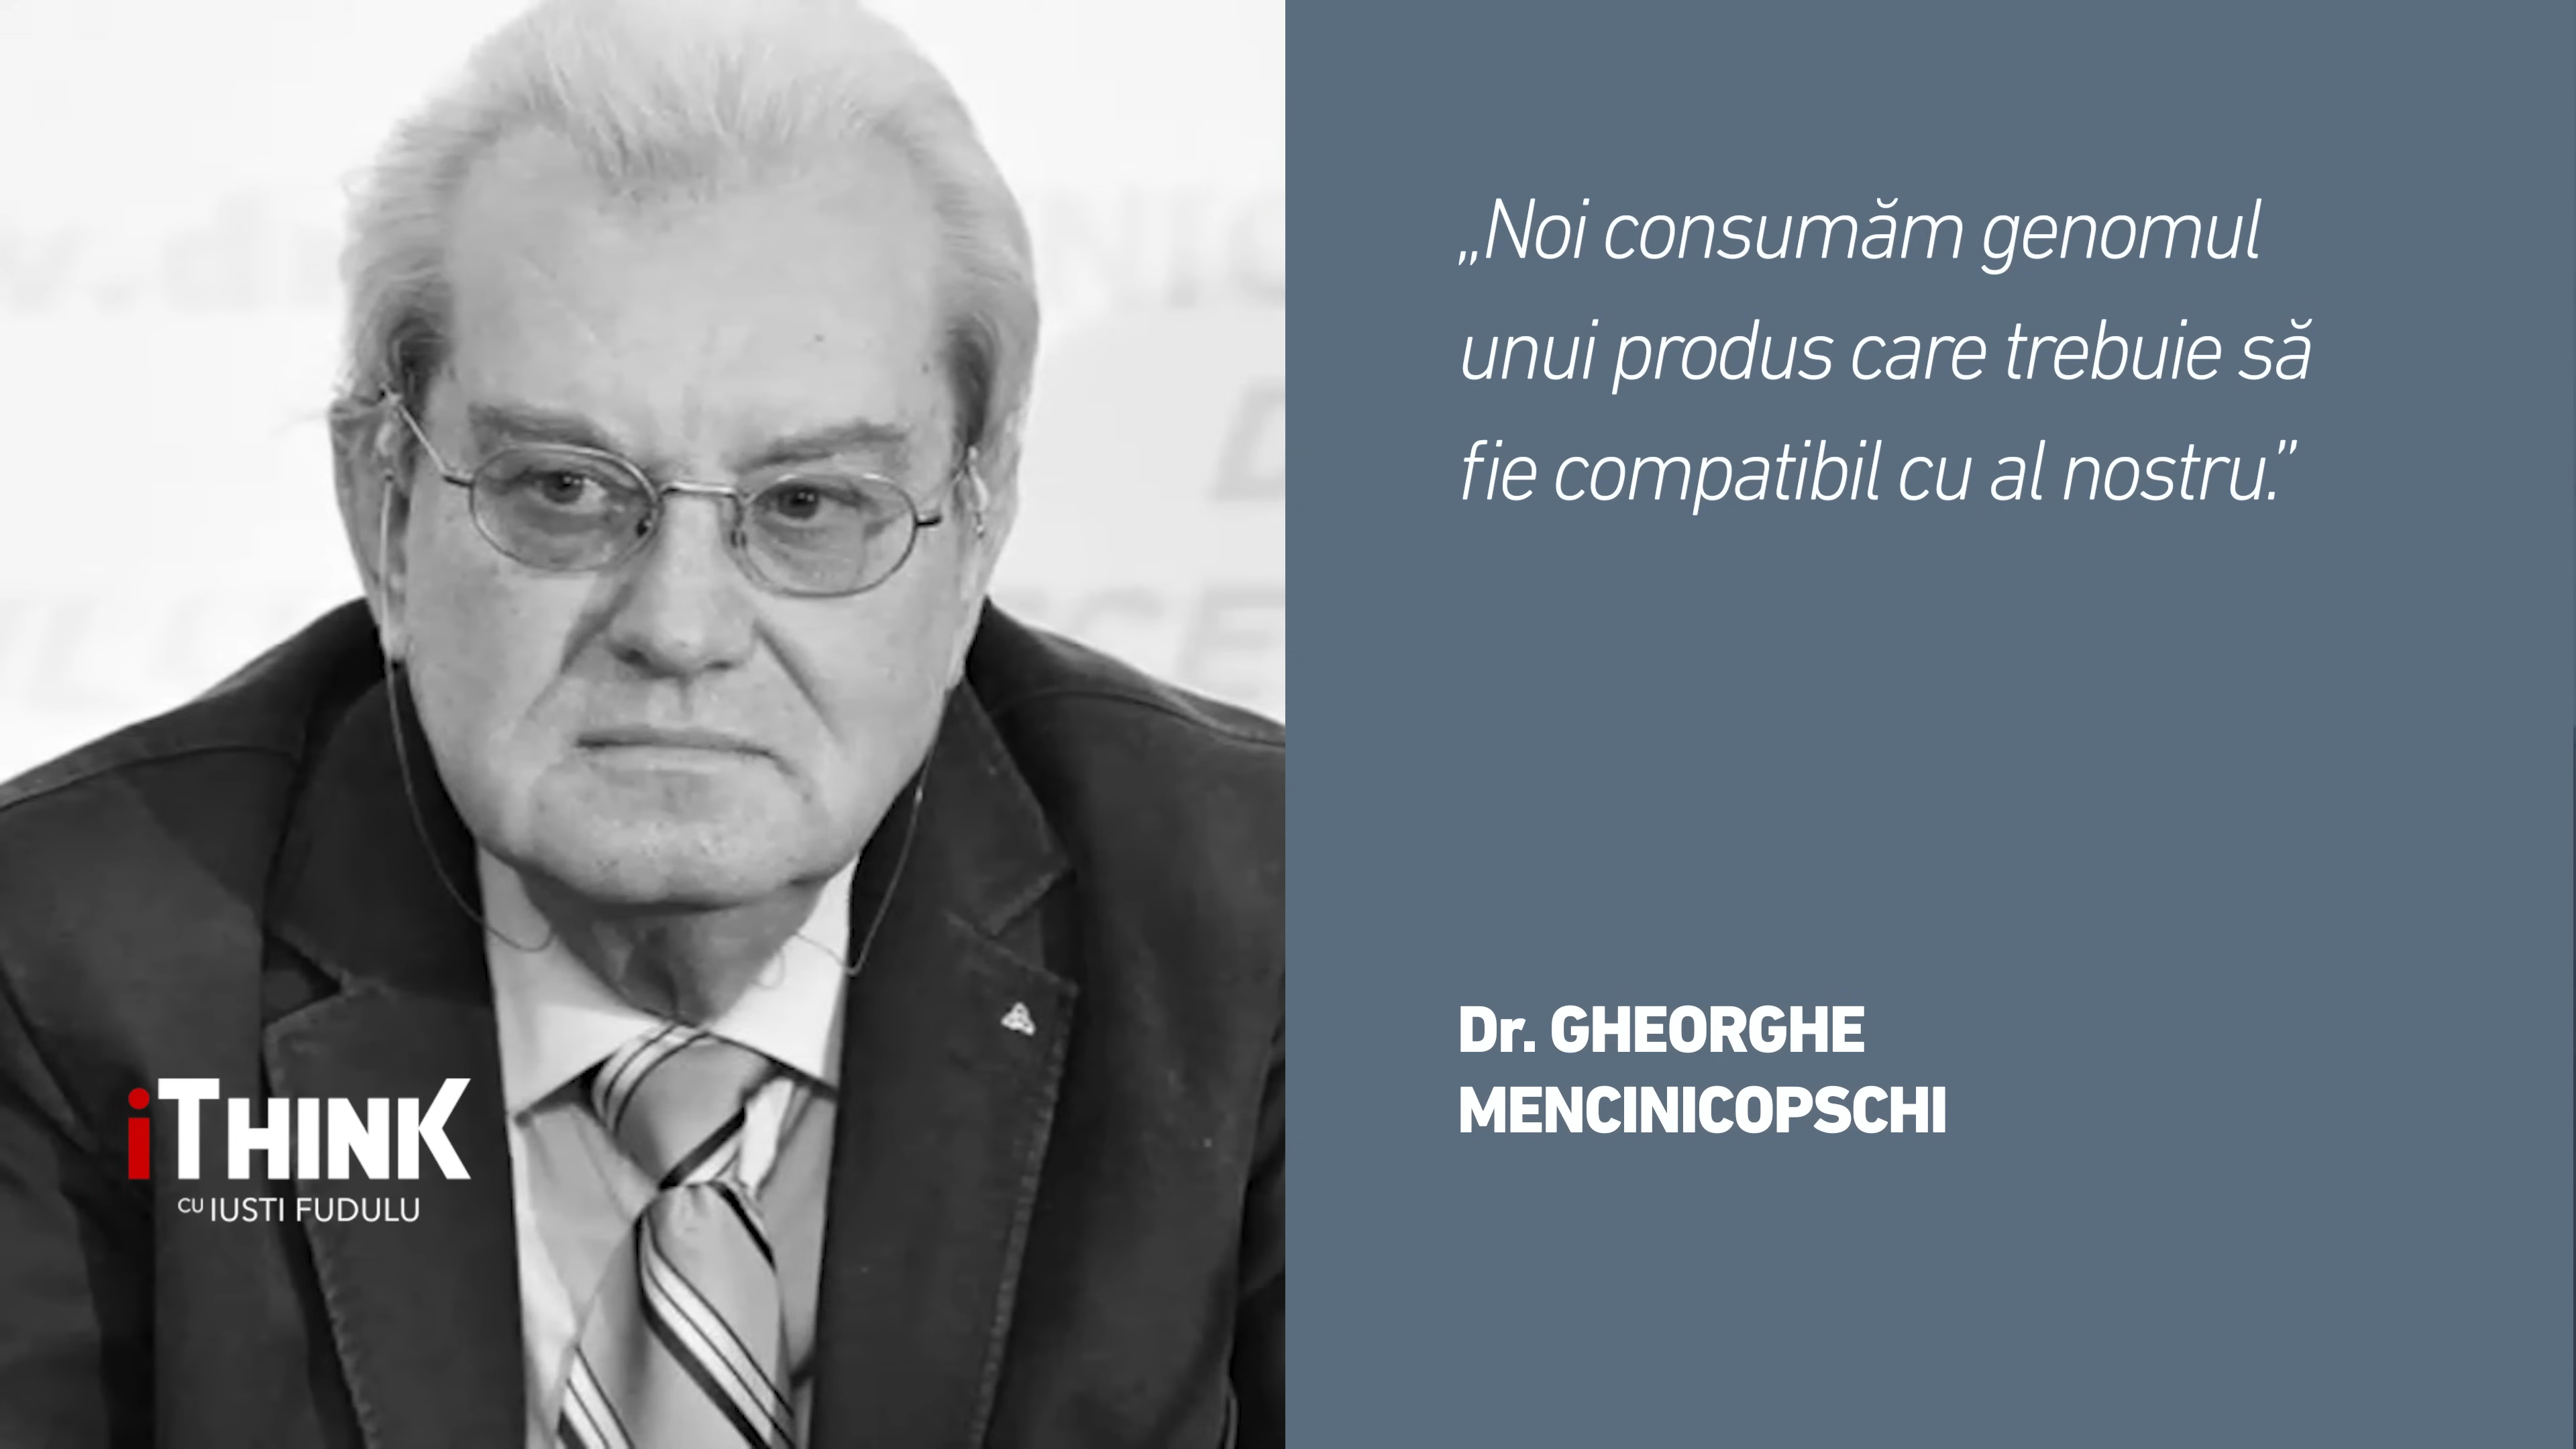 „Noi consumăm genomul
unui produs care trebuie să
fie compatibil cu al nostru.”
Dr. GHEORGHE
MENCINICOPSCHI
iTHINK
CU IUSTI FUDULU